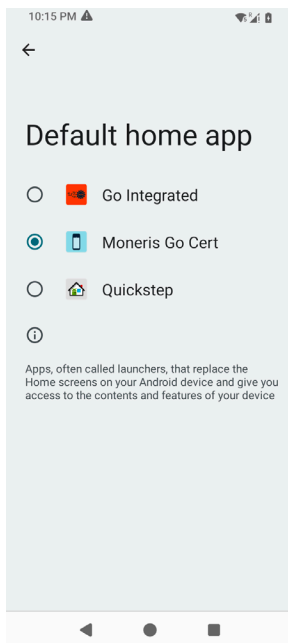 10:15 PM
Default home app
Go Integrated
Moneris Go Cert
Quickstep
Apps, often called launchers, that replace the
Home screens on your Android device and give you
access to the contents and features of your device